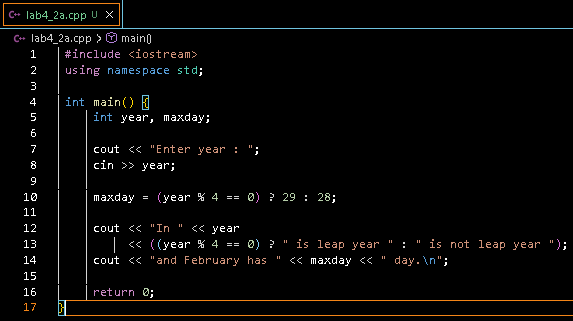 lab4_2a.cpp U ×
lab4_2a.cpp > main()
1 #include <iostream>
2 using namespace std;
3
4 int main() {
5 int year, maxday;
6
7 cout << "Enter year : ";
8 cin >> year;
9
10 maxday = (year % 4 == 0) ? 29 : 28;
11
12 cout << "In " << year
13 << ((year % 4 == 0) ? " is leap year " : " is not leap year ");
14 cout << "and February has " << maxday << " day.\n";
15
16 return 0;
17 }